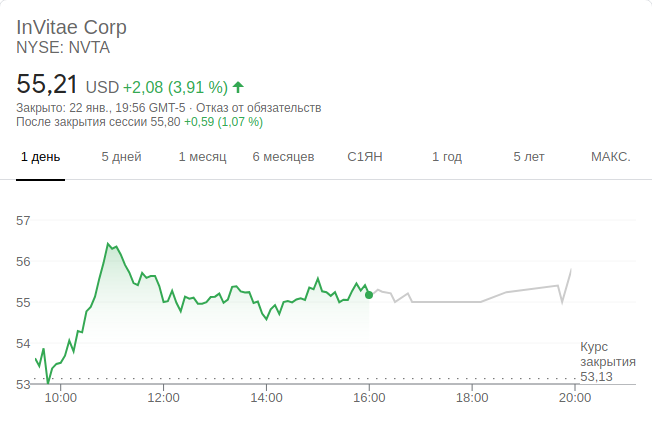 InVitae Corp
NYSE: NVTA
55,21 USD +2,08 (3,91 %)
Закрыто: 22 янв., 19:56 GMT-5 · Отказ от обязательств
После закрытия сессии 55,80 +0,59 (1,07 %)
1 день 5 дней 1 месяц 6 месяцев С1ЯН 1 год 5 лет МАКС.
57
56
55
54
53
Курс
закрытия
53,13
10:00 12:00 14:00 16:00 18:00 20:00